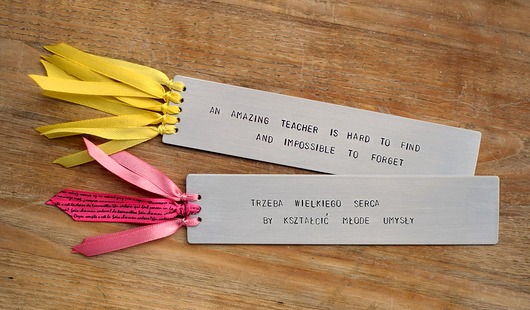 AN AMAZING TEACHER IS HARD TO FIND
AND IMPOSSIBLE TO FORGET
TRZEBA WIELKIEGO SERCA
BY KSZTAŁCIĆ MŁODE UMYSŁY